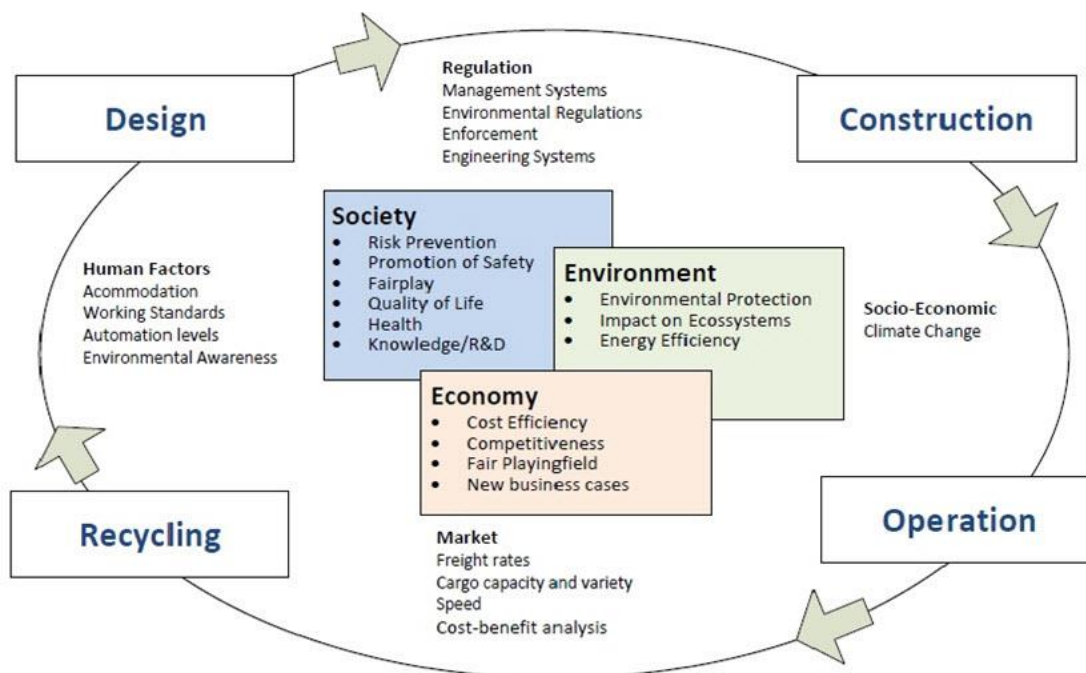 Design
Regulation
Management Systems
Environmental Regulations
Enforcement
Engineering Systems
Construction
Society
• Risk Prevention
• Promotion of Safety
• Fairplay
• Quality of Life
• Health
• Knowledge/R&D
Environment
• Environmental Protection
• Impact on Ecossystems
• Energy Efficiency
Human Factors
Acommodation
Working Standards
Automation levels
Environmental Awareness
Socio-Economic
Climate Change
Economy
• Cost Efficiency
• Competitiveness
• Fair Playingfield
• New business cases
Recycling
Operation
Market
Freight rates
Cargo capacity and variety
Speed
Cost-benefit analysis